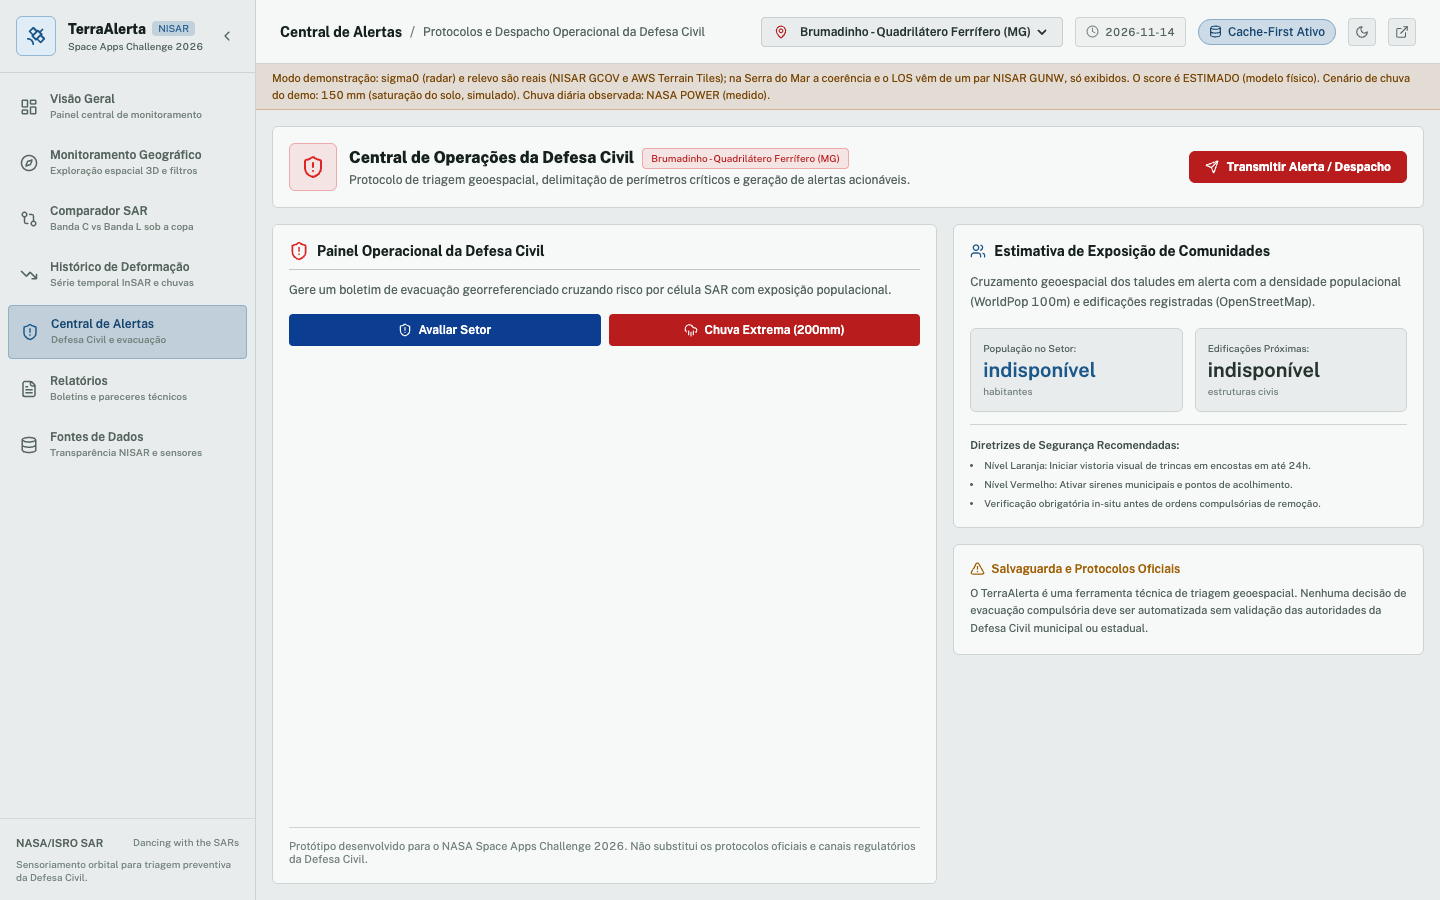 TerraAlerta NISAR
Space Apps Challenge 2026
Visão Geral
Painel central de monitoramento
Monitoramento Geográfico
Exploração espacial 3D e filtros
Comparador SAR
Banda C vs Banda L sob a copa
Histórico de Deformação
Série temporal InSAR e chuvas
Central de Alertas
Defesa Civil e evacuação
Relatórios
Boletins e pareceres técnicos
Fontes de Dados
Transparência NISAR e sensores
NASA/ISRO SAR Dancing with the SARs
Sensoriamento orbital para triagem preventiva
da Defesa Civil.
Central de Alertas / Protocolos e Despacho Operacional da Defesa Civil
Brumadinho - Quadrilátero Ferrífero (MG)
2026-11-14
Cache-First Ativo
Modo demonstração: sigma0 (radar) e relevo são reais (NISAR GCOV e AWS Terrain Tiles); na Serra do Mar a coerência e o LOS vêm de um par NISAR GUNW, só exibidos. O score é ESTIMADO (modelo físico). Cenário de chuva
do demo: 150 mm (saturação do solo, simulado). Chuva diária observada: NASA POWER (medido).
Central de Operações da Defesa Civil Brumadinho - Quadrilátero Ferrífero (MG)
Protocolo de triagem geoespacial, delimitação de perímetros críticos e geração de alertas acionáveis.
Transmitir Alerta / Despacho
Painel Operacional da Defesa Civil
Gere um boletim de evacuação georreferenciado cruzando risco por célula SAR com exposição populacional.
Avaliar Setor
Chuva Extrema (200mm)
Protótipo desenvolvido para o NASA Space Apps Challenge 2026. Não substitui os protocolos oficiais e canais regulatórios
da Defesa Civil.
Estimativa de Exposição de Comunidades
Cruzamento geoespacial dos taludes em alerta com a densidade populacional
(WorldPop 100m) e edificações registradas (OpenStreetMap).
População no Setor:
indisponível
habitantes
Edificações Próximas:
indisponível
estruturas civis
Diretrizes de Segurança Recomendadas:
• Nível Laranja: Iniciar vistoria visual de trincas em encostas em até 24h.
• Nível Vermelho: Ativar sirenes municipais e pontos de acolhimento.
• Verificação obrigatória in-situ antes de ordens compulsórias de remoção.
Salvaguarda e Protocolos Oficiais
O TerraAlerta é uma ferramenta técnica de triagem geoespacial. Nenhuma decisão de
evacuação compulsória deve ser automatizada sem validação das autoridades da
Defesa Civil municipal ou estadual.